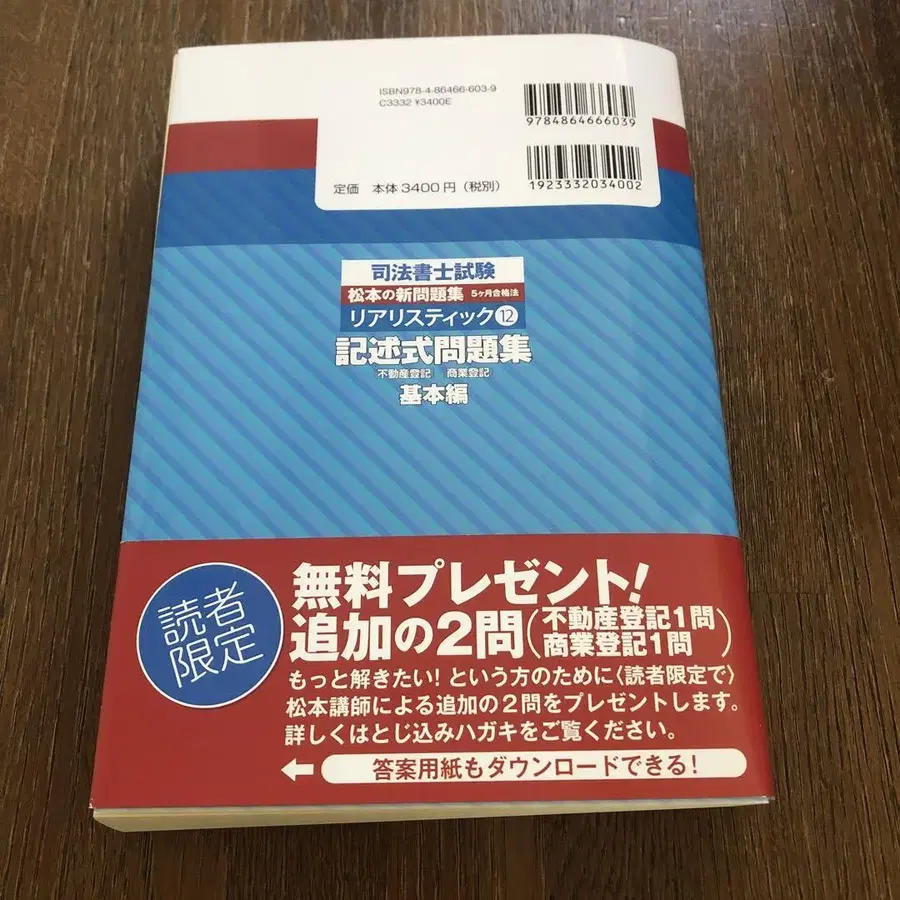 ISBN978-4-86466-603-9
C3332 ¥3400E
9784864666039
定価 本体3400円(税別)
1923332034002
司法書士試験
松本の新問題集 5ヶ月合格法
リアリスティック⑫
記述式問題集
不動産登記 商業登記
基本編
読者
限定
無料プレゼント!
追加の2問(不動産登記1問
商業登記1問)
もっと解きたい! という方のために〈読者限定で〉
松本講師による追加の2問をプレゼントします。
詳しくはとじ込みハガキをご覧ください。
← 答案用紙もダウンロードできる!